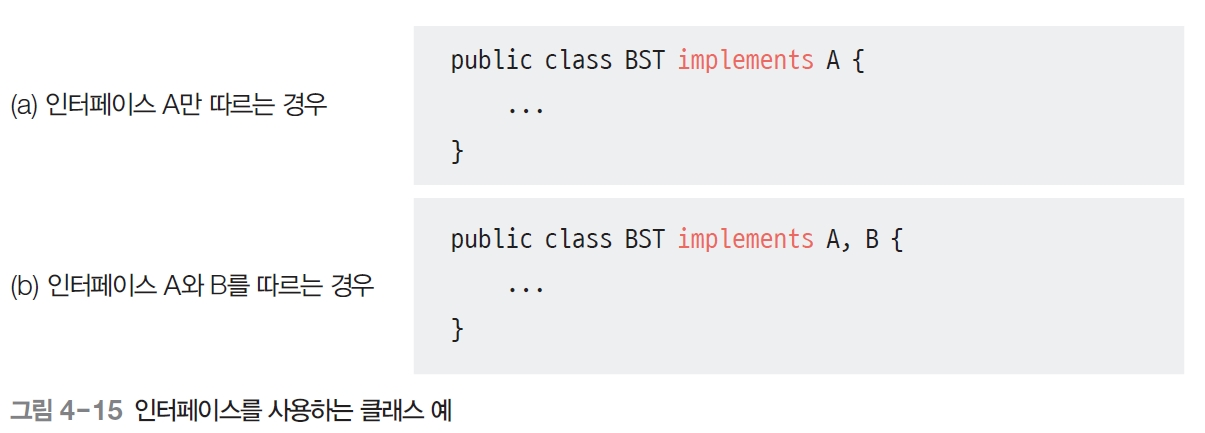 (a) 인터페이스 A만 따르는 경우
public class BST implements A {
...
}
(b) 인터페이스 A와 B를 따르는 경우
public class BST implements A, B {
...
}
그림 4-15 인터페이스를 사용하는 클래스 예